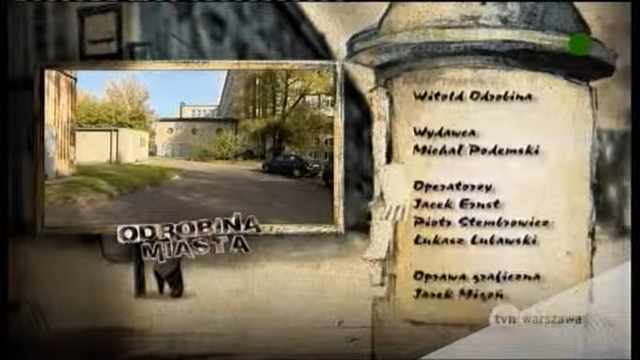 ODROBINA
MIASTA
Witold Odrobina
Wydawca
Michał Podemski
Operatorzy
Jacek Ernst
Piotr Stembrowicz
Łukasz Lubawski
Oprawa graficzna
Jarek Migoń
tvn warszawa